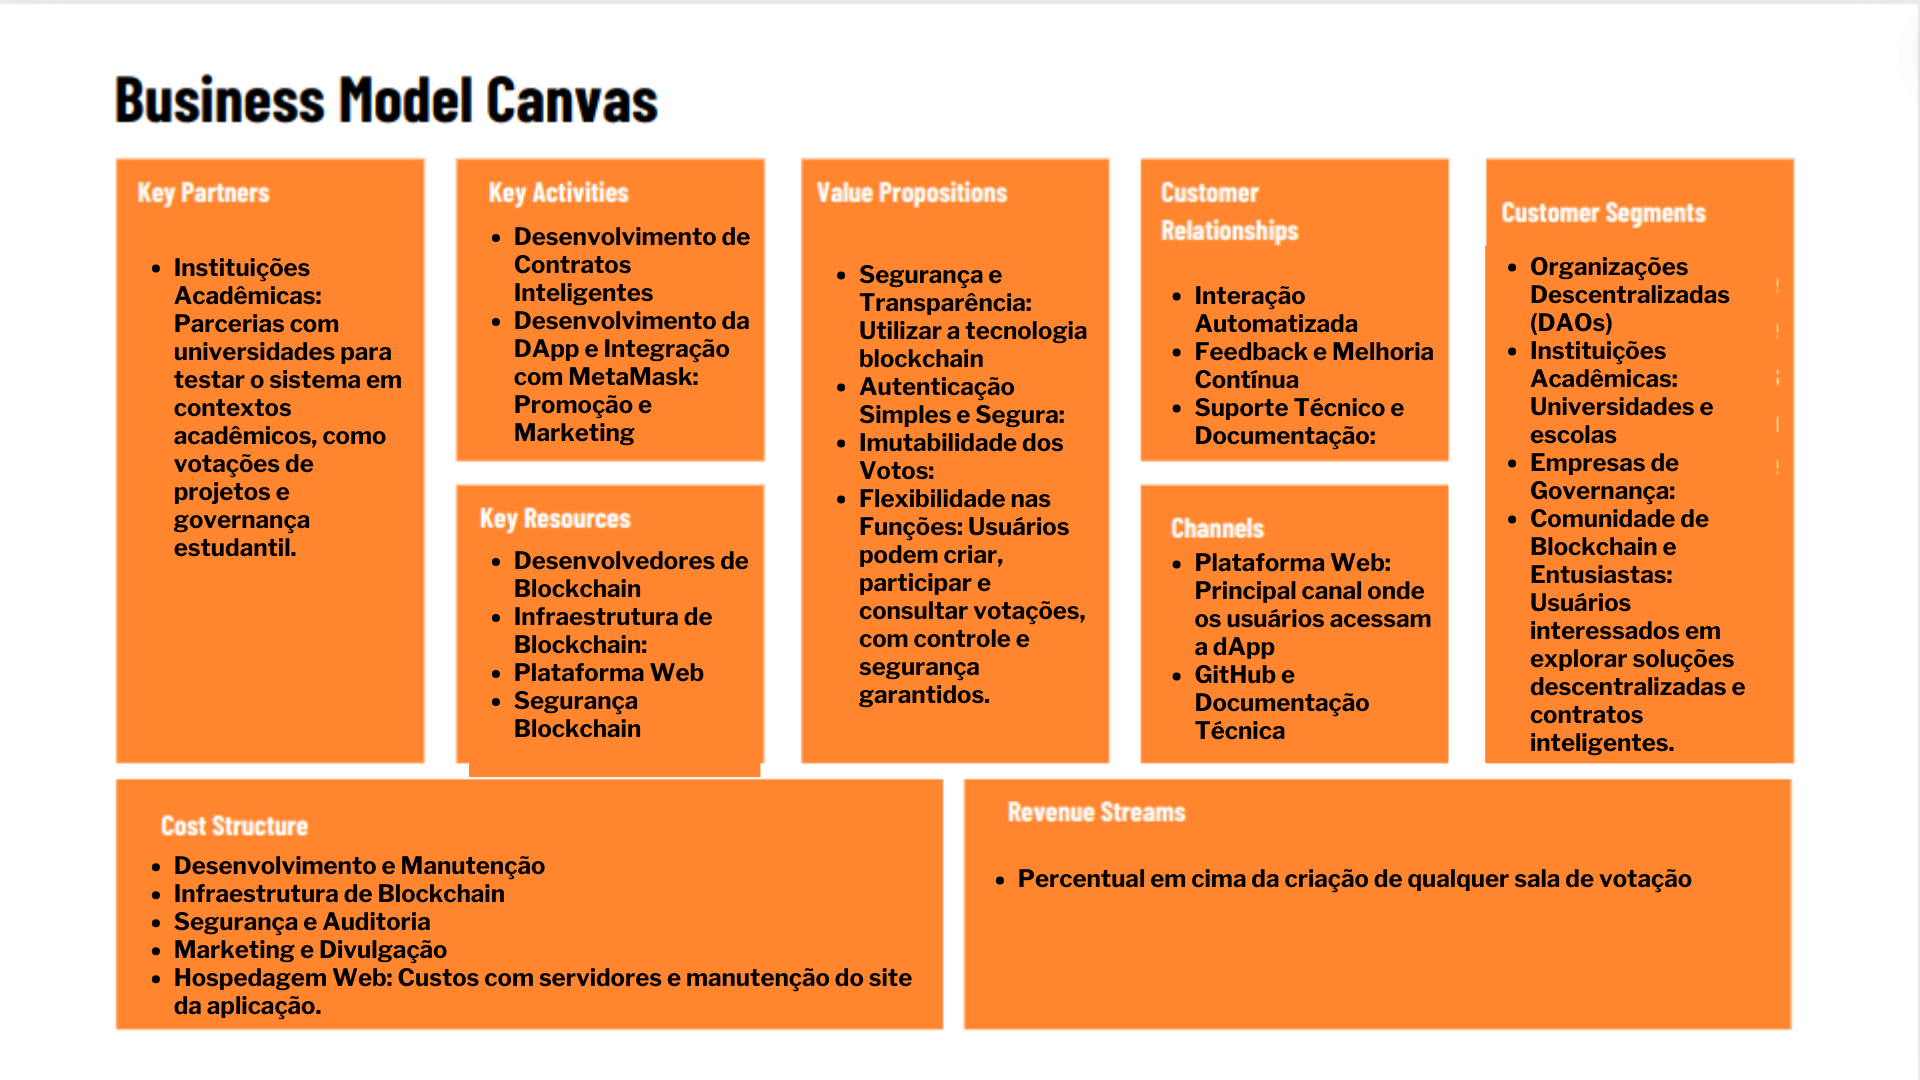 Business Model Canvas
Key Partners
• Instituições
Acadêmicas:
Parcerias com
universidades para
testar o sistema em
contextos
acadêmicos, como
votações de
projetos e
governança
estudantil.
Key Activities
• Desenvolvimento de
Contratos
Inteligentes
• Desenvolvimento da
DApp e Integração
com MetaMask:
Promoção e
Marketing
Key Resources
• Desenvolvedores de
Blockchain
• Infraestrutura de
Blockchain:
• Plataforma Web
• Segurança
Blockchain
Value Propositions
• Segurança e
Transparência:
Utilizar a tecnologia
blockchain
• Autenticação
Simples e Segura:
• Imutabilidade dos
Votos:
• Flexibilidade nas
Funções: Usuários
podem criar,
participar e
consultar votações,
com controle e
segurança
garantidos.
Customer
Relationships
• Interação
Automatizada
• Feedback e Melhoria
Contínua
• Suporte Técnico e
Documentação:
Channels
• Plataforma Web:
Principal canal onde
os usuários acessam
a dApp
• GitHub e
Documentação
Técnica
Customer Segments
• Organizações
Descentralizadas
(DAOs)
• Instituições
Acadêmicas:
Universidades e
escolas
• Empresas de
Governança:
• Comunidade de
Blockchain e
Entusiastas:
Usuários
interessados em
explorar soluções
descentralizadas e
contratos
inteligentes.
Cost Structure
• Desenvolvimento e Manutenção
• Infraestrutura de Blockchain
• Segurança e Auditoria
• Marketing e Divulgação
• Hospedagem Web: Custos com servidores e manutenção do site
da aplicação.
Revenue Streams
• Percentual em cima da criação de qualquer sala de votação